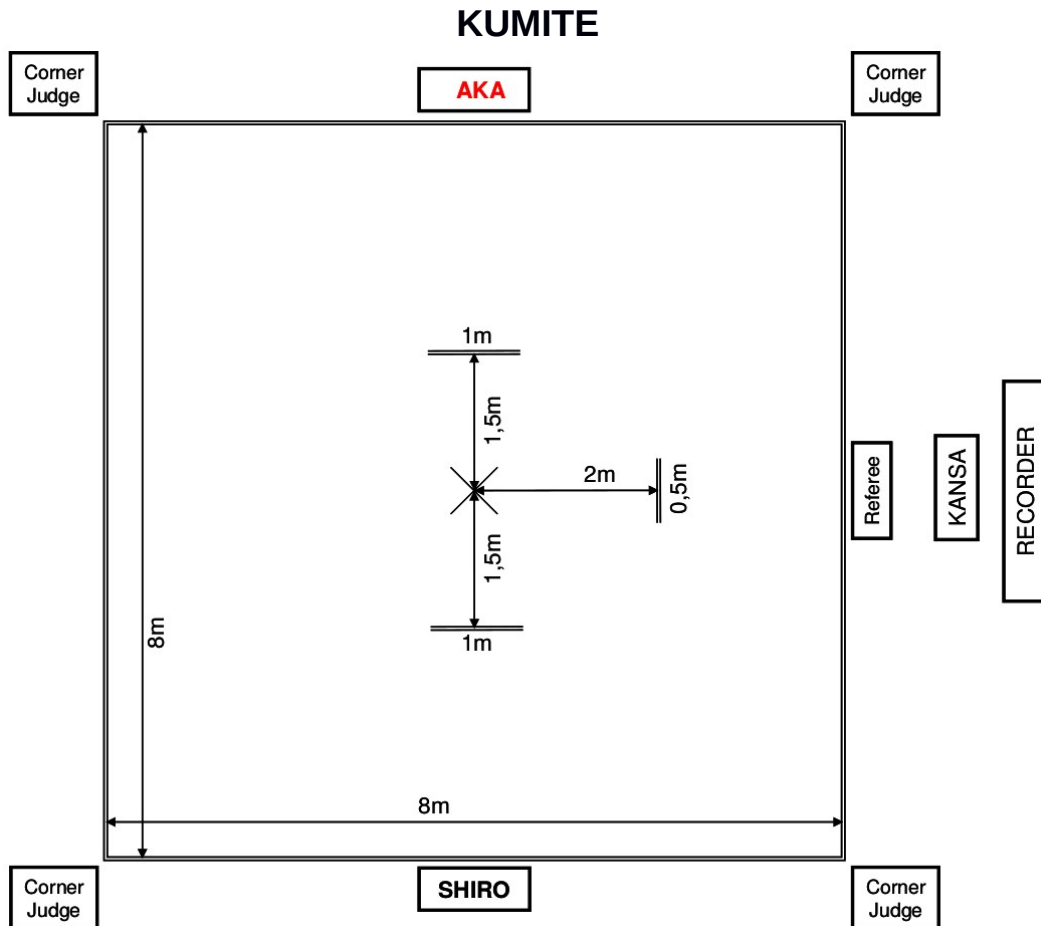 KUMITE
Corner
Judge
AKA
Corner
Judge
1m
1,5m
2m
0,5m
1,5m
1m
8m
8m
Referee
KANSA
RECORDER
Corner
Judge
SHIRO
Corner
Judge